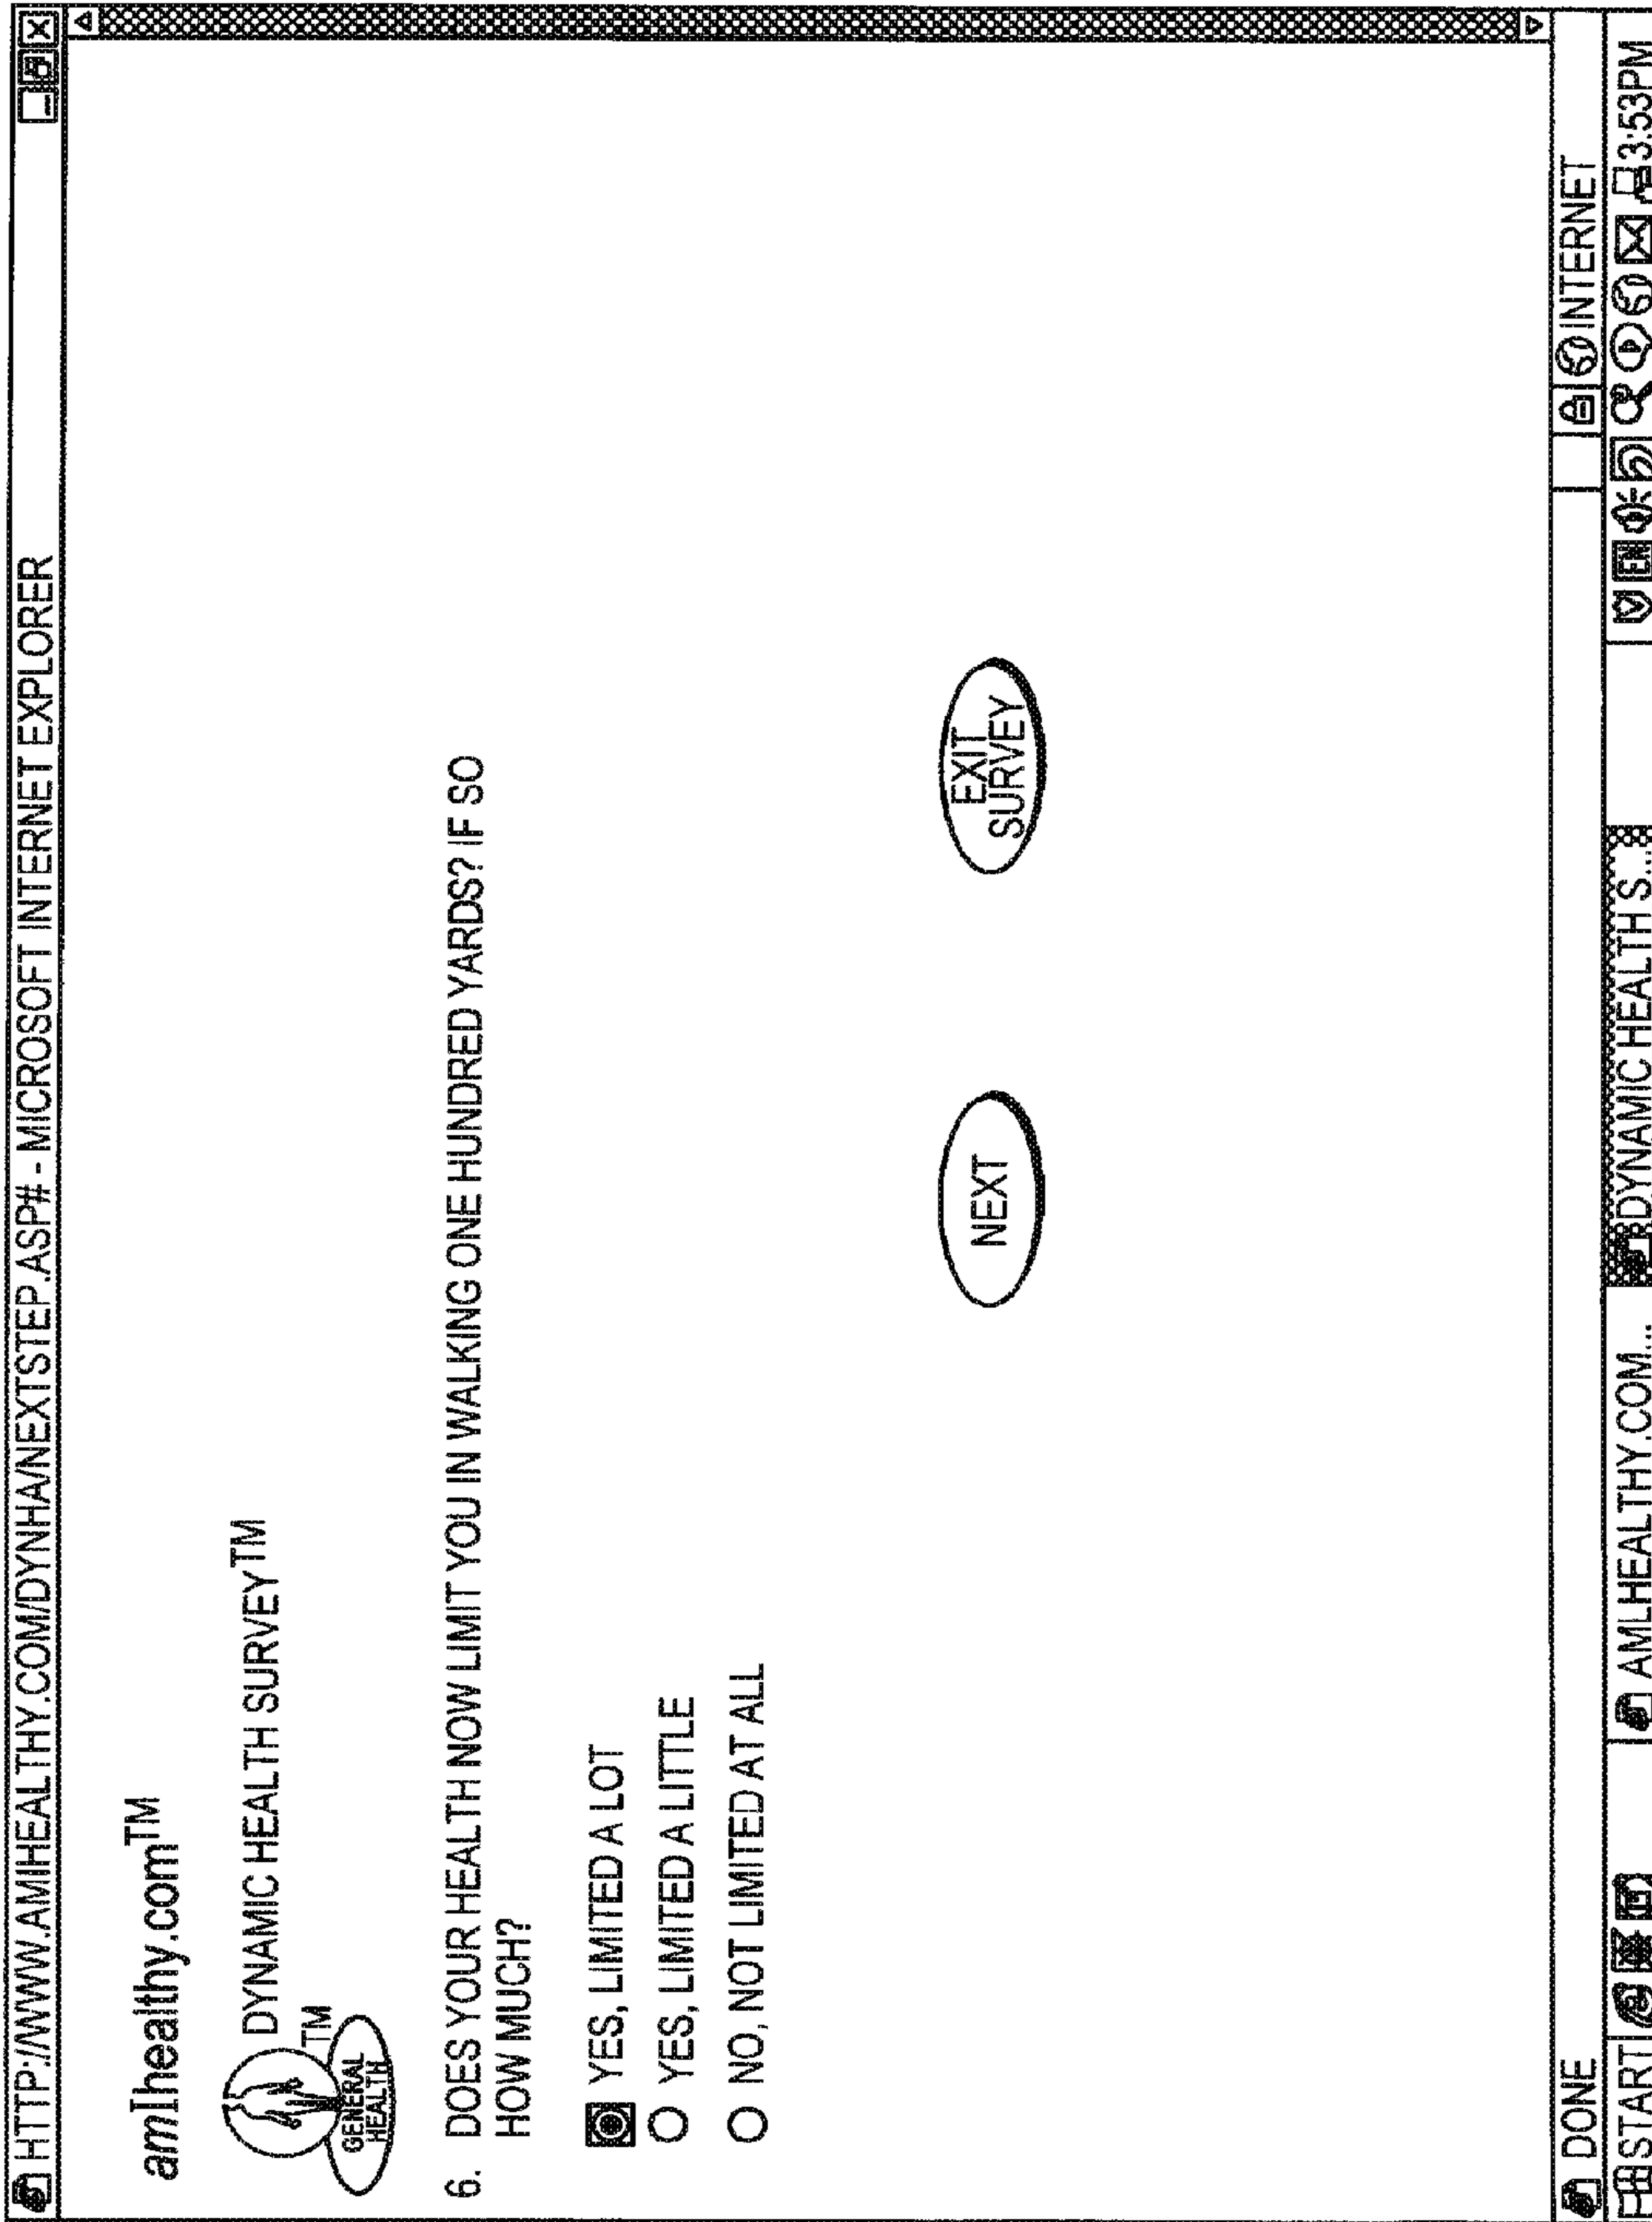 HTTP://WWW.AMIHEALTHY.COM/DYNHA/NEXTSTEP.ASP# - MICROSOFT INTERNET EXPLORER
amIhealthy.com™
DYNAMIC HEALTH SURVEY™
TM
GENERAL
HEALTH
6. DOES YOUR HEALTH NOW LIMIT YOU IN WALKING ONE HUNDRED YARDS? IF SO
HOW MUCH?
YES, LIMITED A LOT
YES, LIMITED A LITTLE
NO, NOT LIMITED AT ALL
NEXT
EXIT
SURVEY
DONE
INTERNET
START
AMLHEALTHY.COM...
DYNAMIC HEALTH S...
EN
3:53PM